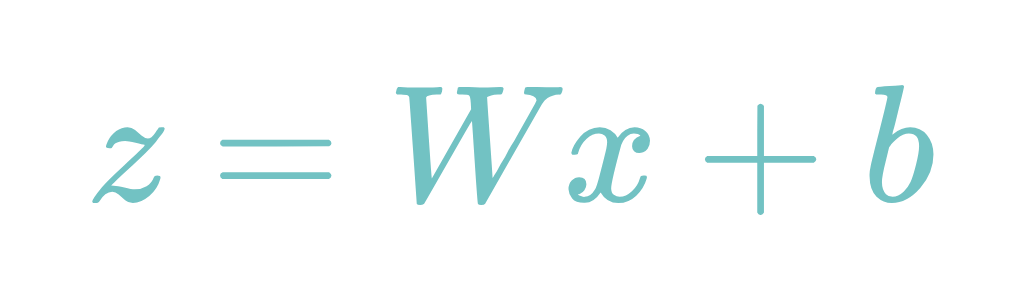 z = Wx + b